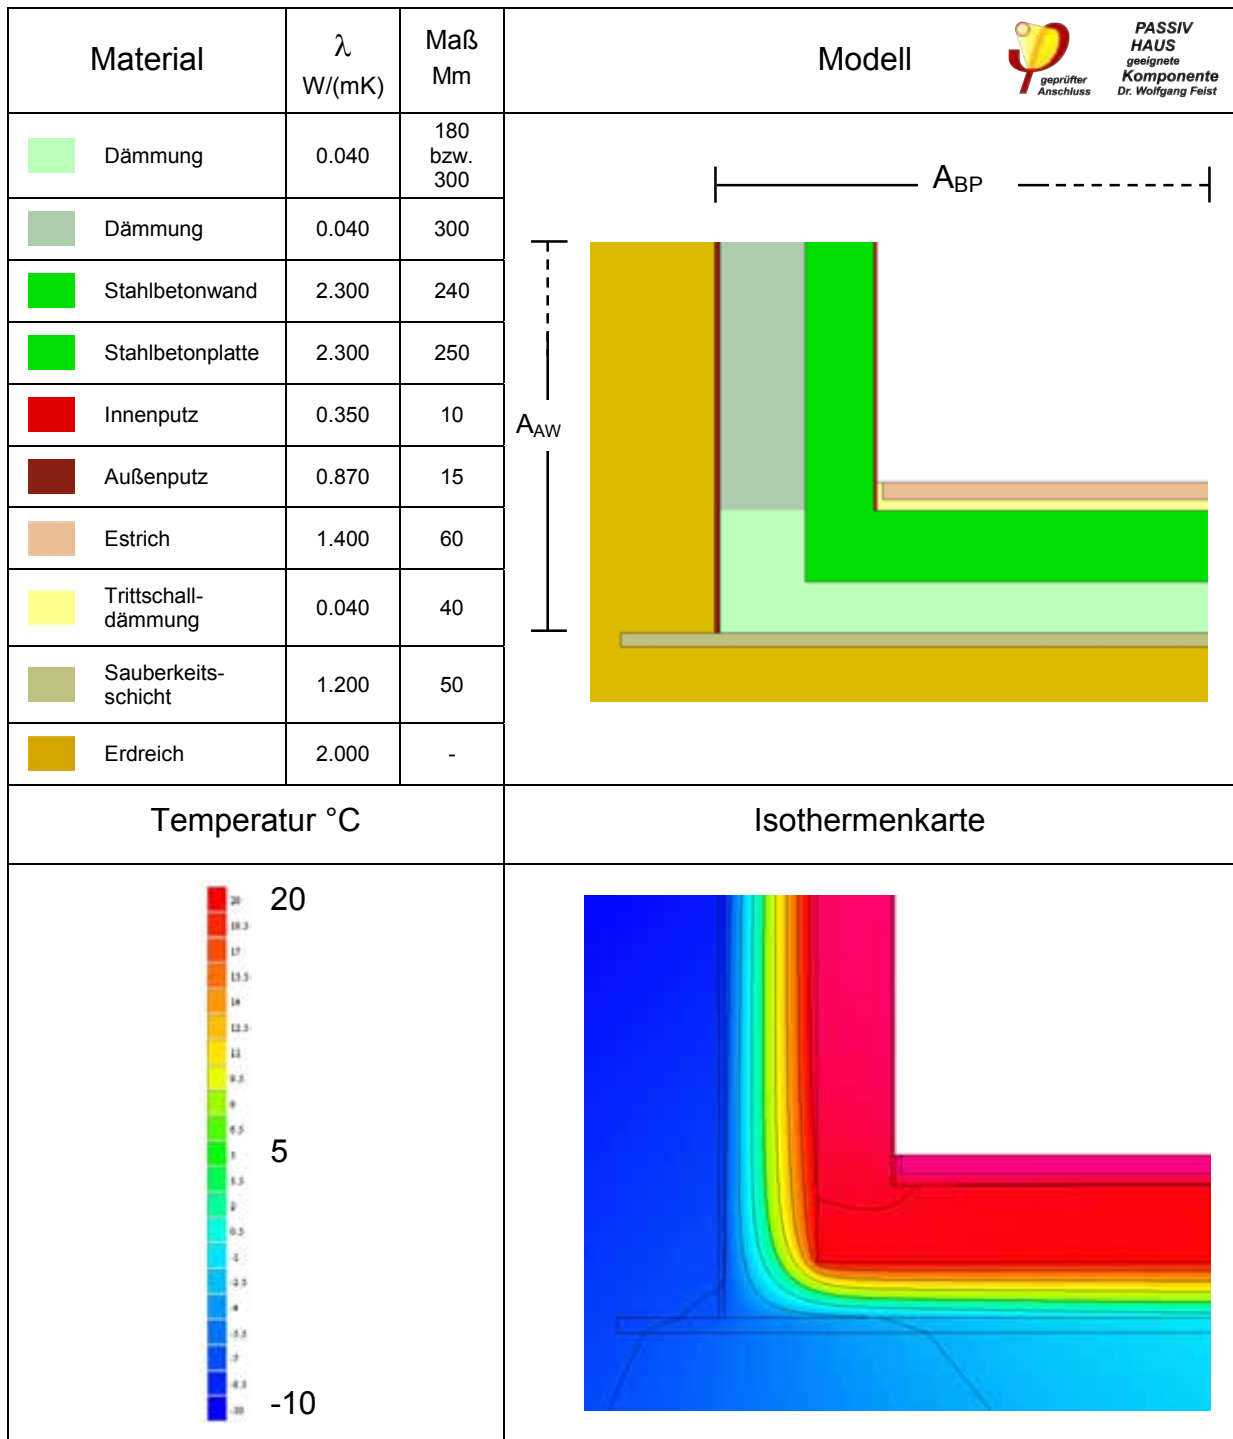 Material
λ
W/(mK)
Maß
Mm
Modell
geprüfter
Anschluss
PASSIV
HAUS
geeignete
Komponente
Dr. Wolfgang Feist
Dämmung
0.040
180
bzw.
300
Dämmung
0.040
300
Stahlbetonwand
2.300
240
Stahlbetonplatte
2.300
250
Innenputz
0.350
10
Außenputz
0.870
15
Estrich
1.400
60
Trittschall-
dämmung
0.040
40
Sauberkeits-
schicht
1.200
50
Erdreich
2.000
-
A_BP
A_AW
Temperatur °C
Isothermenkarte
20
5
-10